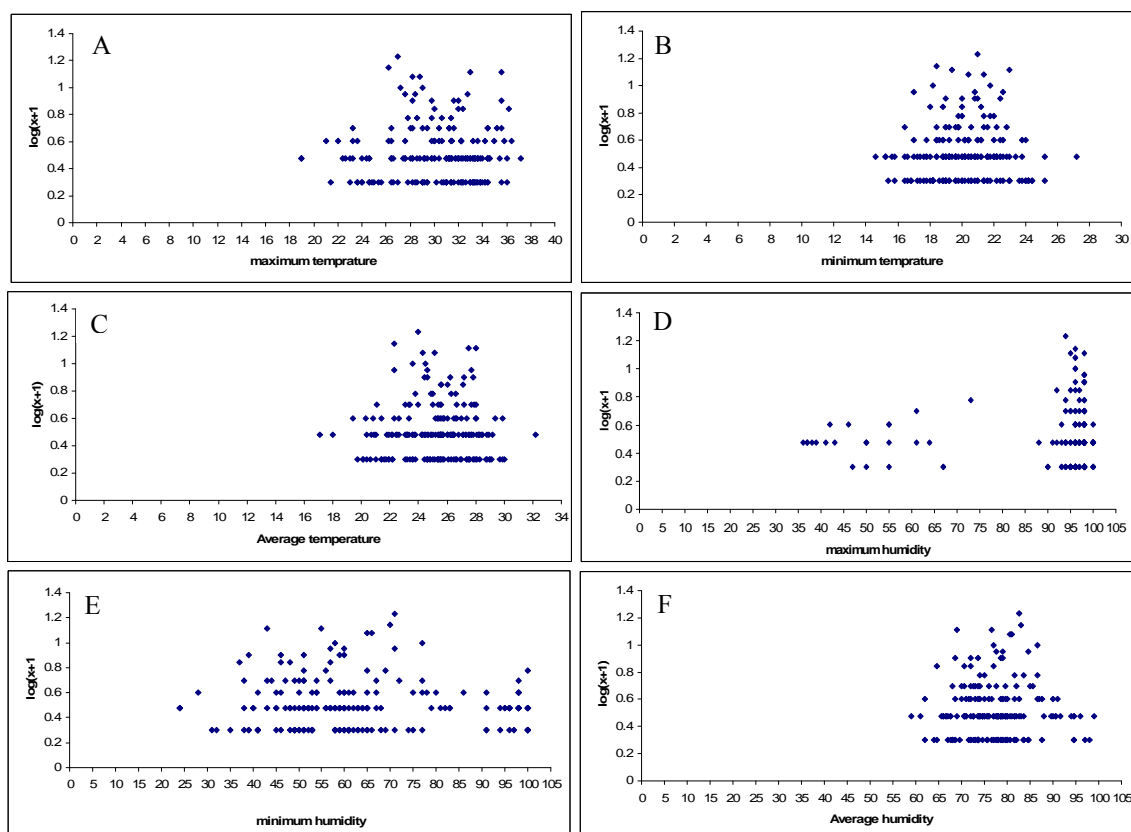 A
log(x+1
1.4
1.2
1
0.8
0.6
0.4
0.2
0
0 2 4 6 8 10 12 14 16 18 20 22 24 26 28 30 32 34 36 38 40
maximum temprature
B
log(x+1
1.4
1.2
1
0.8
0.6
0.4
0.2
0
0 2 4 6 8 10 12 14 16 18 20 22 24 26 28 30
minimum temprature
C
log(x+1)
1.4
1.2
1
0.8
0.6
0.4
0.2
0
0 2 4 6 8 10 12 14 16 18 20 22 24 26 28 30 32 34
Average temperature
D
log(x+1
1.4
1.2
1
0.8
0.6
0.4
0.2
0
0 5 10 15 20 25 30 35 40 45 50 55 60 65 70 75 80 85 90 95 100 105
maximum humidity
E
log(x+1
1.4
1.2
1
0.8
0.6
0.4
0.2
0
0 5 10 15 20 25 30 35 40 45 50 55 60 65 70 75 80 85 90 95 100 105
minimum humidity
F
log(x+1)
1.4
1.2
1
0.8
0.6
0.4
0.2
0
0 5 10 15 20 25 30 35 40 45 50 55 60 65 70 75 80 85 90 95 100 105
Average humidity